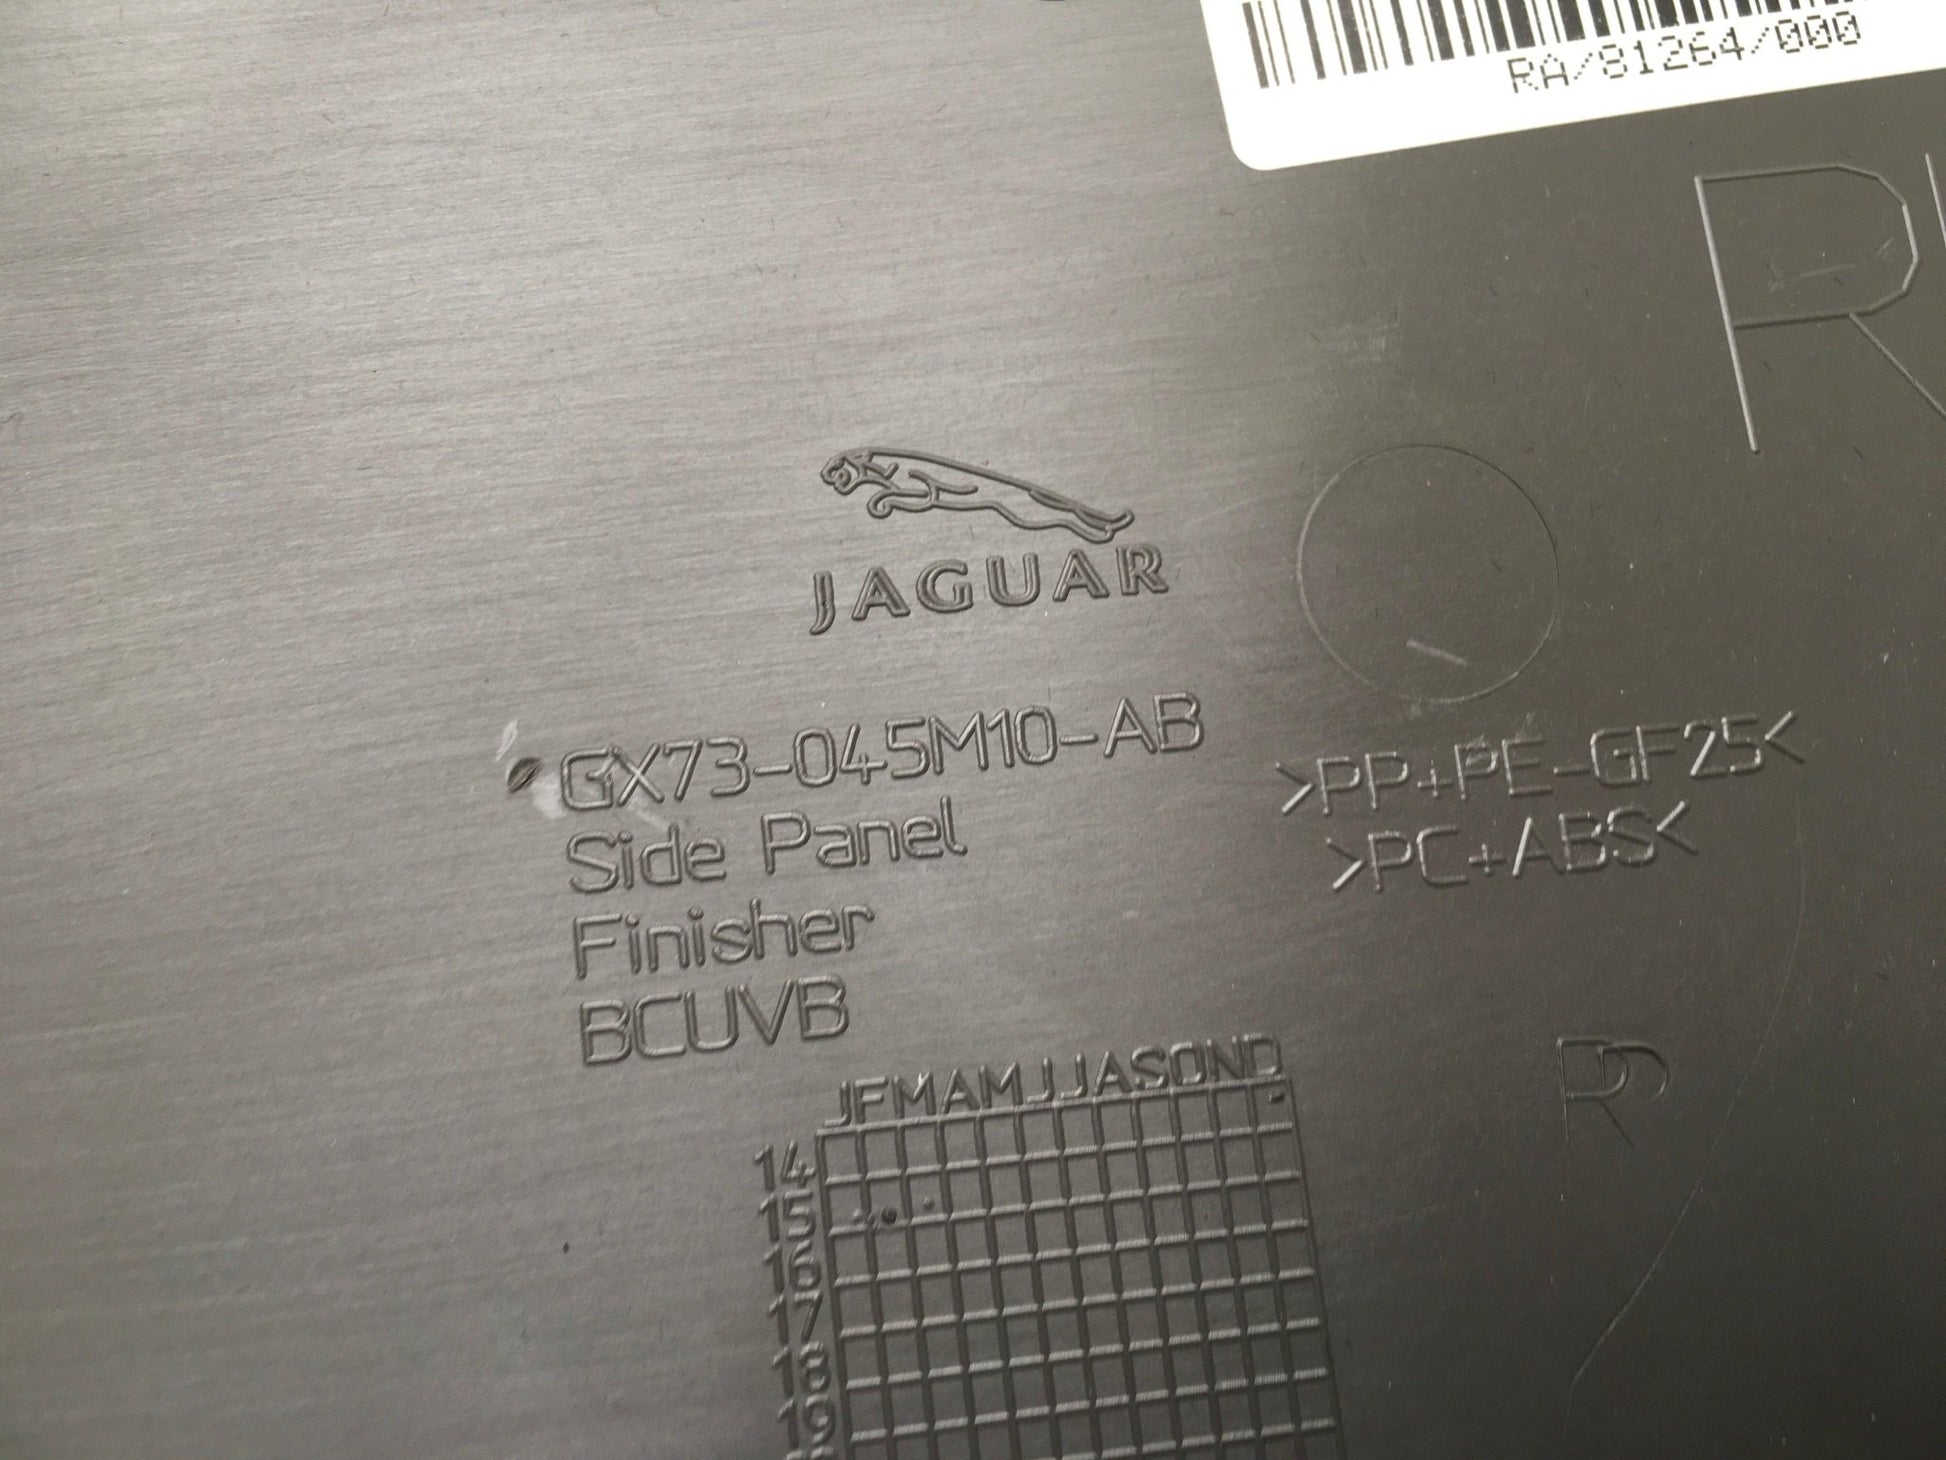 RA/81264/000
R
JAGUAR
GX73-045M10-AB
Side Panel
Finisher
BCUVB
>PP+PE-GF25<
>PC+ABS<
JFMAMJJASOND
14
15
16
17
18
19